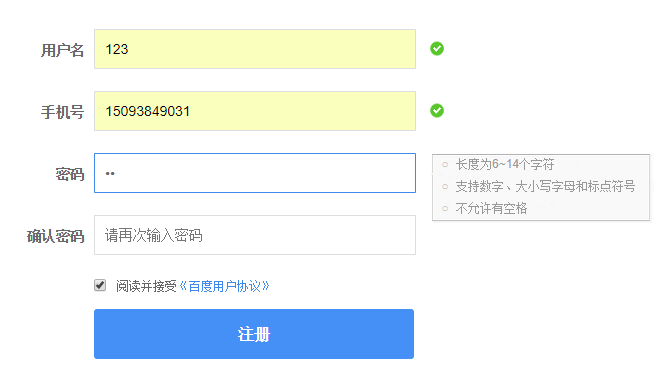 用户名 123
手机号 15093849031
密码 ••
长度为6~14个字符
支持数字、大小写字母和标点符号
不允许有空格
确认密码 请再次输入密码
阅读并接受《百度用户协议》
注册